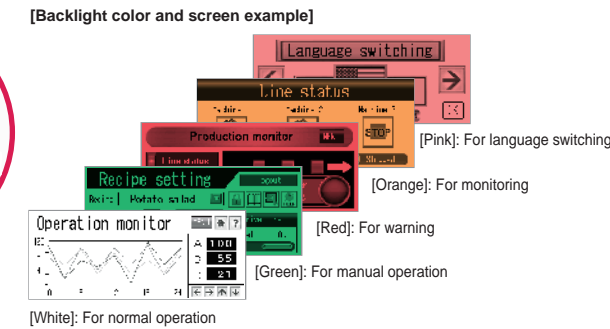 [Backlight color and screen example]
Language switching
Line status
STOP
Production monitor
[Pink]: For language switching
Line status
Recipe setting
[Orange]: For monitoring
Potato salad
Operation monitor
?
[Red]: For warning
A 100
55
21
[Green]: For manual operation
[White]: For normal operation